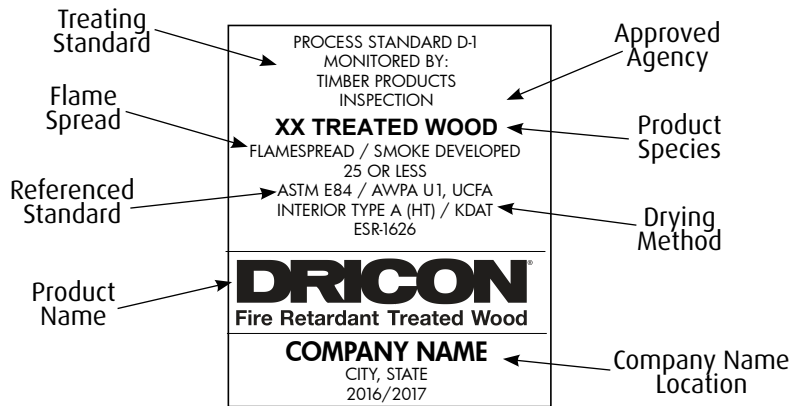 Treating
Standard
Flame
Spread
Referenced
Standard
Product
Name
PROCESS STANDARD D-1
MONITORED BY:
TIMBER PRODUCTS
INSPECTION
XX TREATED WOOD
FLAMESPREAD / SMOKE DEVELOPED
25 OR LESS
ASTM E84 / AWPA U1, UCFA
INTERIOR TYPE A (HT) / KDAT
ESR-1626
DRICON®
Fire Retardant Treated Wood
COMPANY NAME
CITY, STATE
2016/2017
Approved
Agency
Product
Species
Drying
Method
Company Name
Location